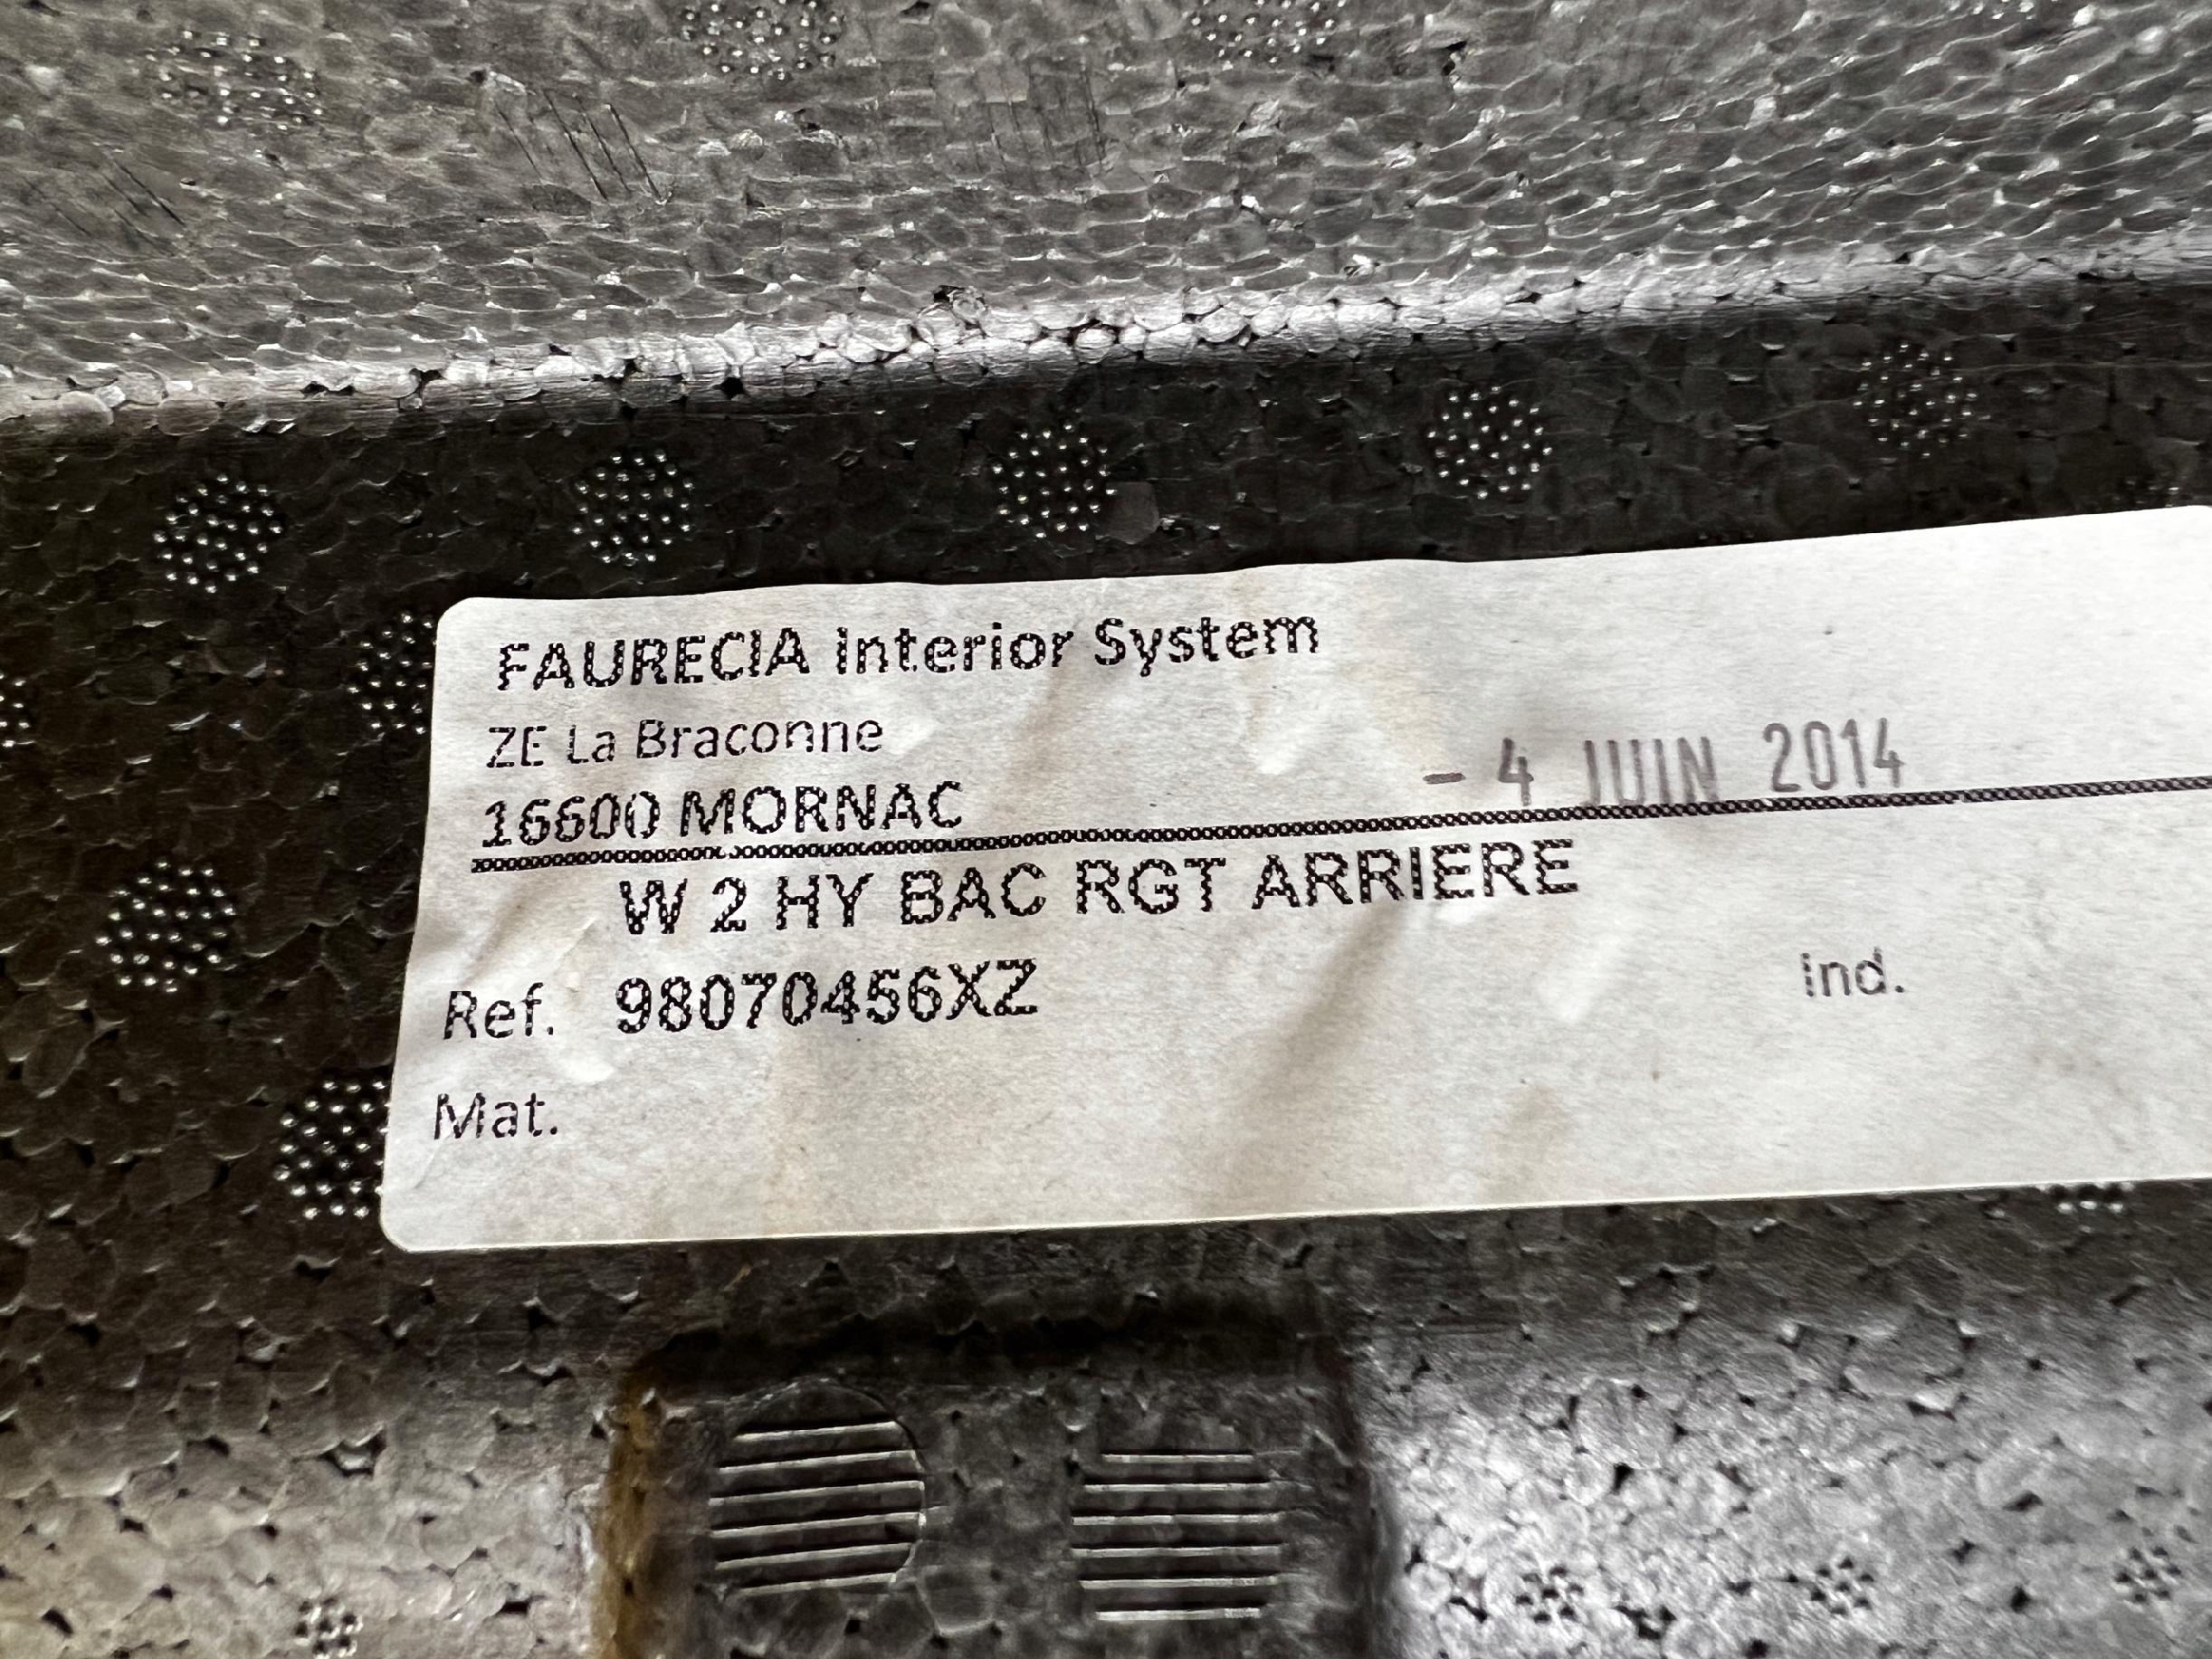 FAURECIA Interior System
ZE La Braconne
16600 MORNAC
- 4 JUIN 2014
W 2 HY BAC RGT ARRIERE
Ref. 98070456XZ
Ind.
Mat.